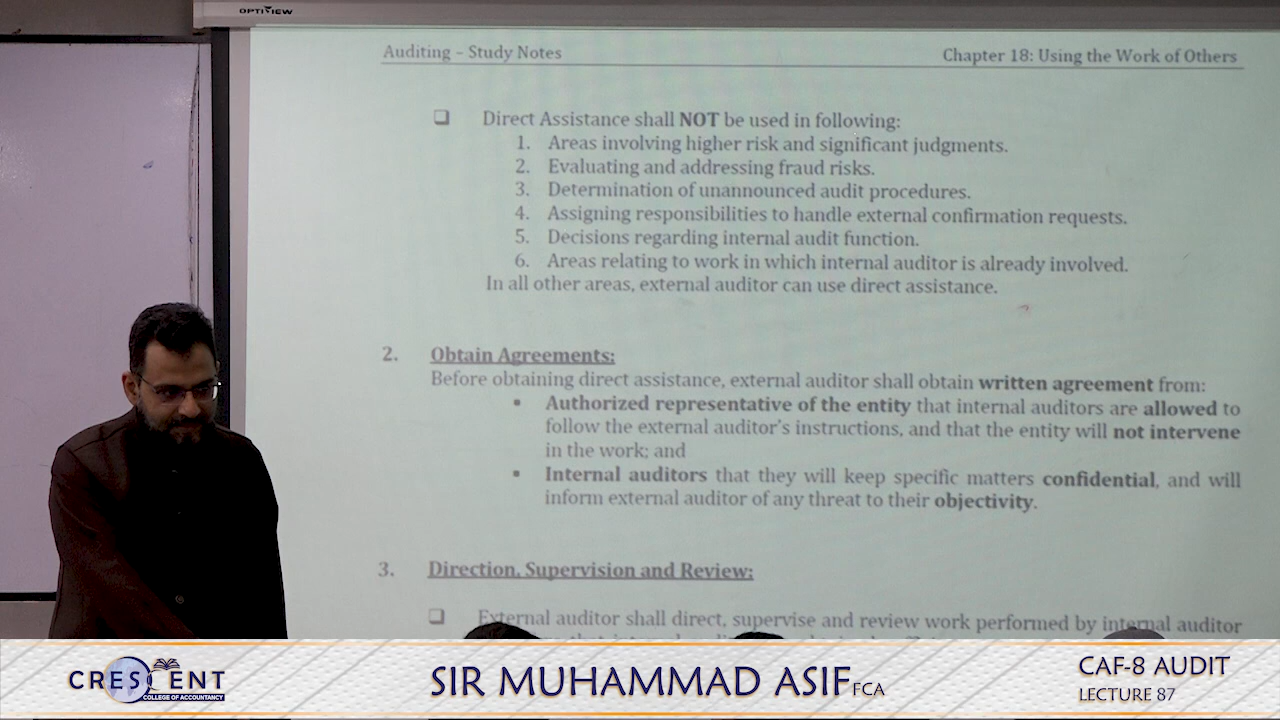 OPTIVIEW
Auditing – Study Notes
Chapter 18: Using the Work of Others
❑ Direct Assistance shall NOT be used in following:
1. Areas involving higher risk and significant judgments.
2. Evaluating and addressing fraud risks.
3. Determination of unannounced audit procedures.
4. Assigning responsibilities to handle external confirmation requests.
5. Decisions regarding internal audit function.
6. Areas relating to work in which internal auditor is already involved.
In all other areas, external auditor can use direct assistance.
2. Obtain Agreements:
Before obtaining direct assistance, external auditor shall obtain written agreement from:
▪ Authorized representative of the entity that internal auditors are allowed to
follow the external auditor's instructions, and that the entity will not intervene
in the work; and
▪ Internal auditors that they will keep specific matters confidential, and will
inform external auditor of any threat to their objectivity.
3. Direction, Supervision and Review:
❑ External auditor shall direct, supervise and review work performed by internal auditor
CRESCENT
COLLEGE OF ACCOUNTANCY
SIR MUHAMMAD ASIF FCA
CAF-8 AUDIT
LECTURE 87